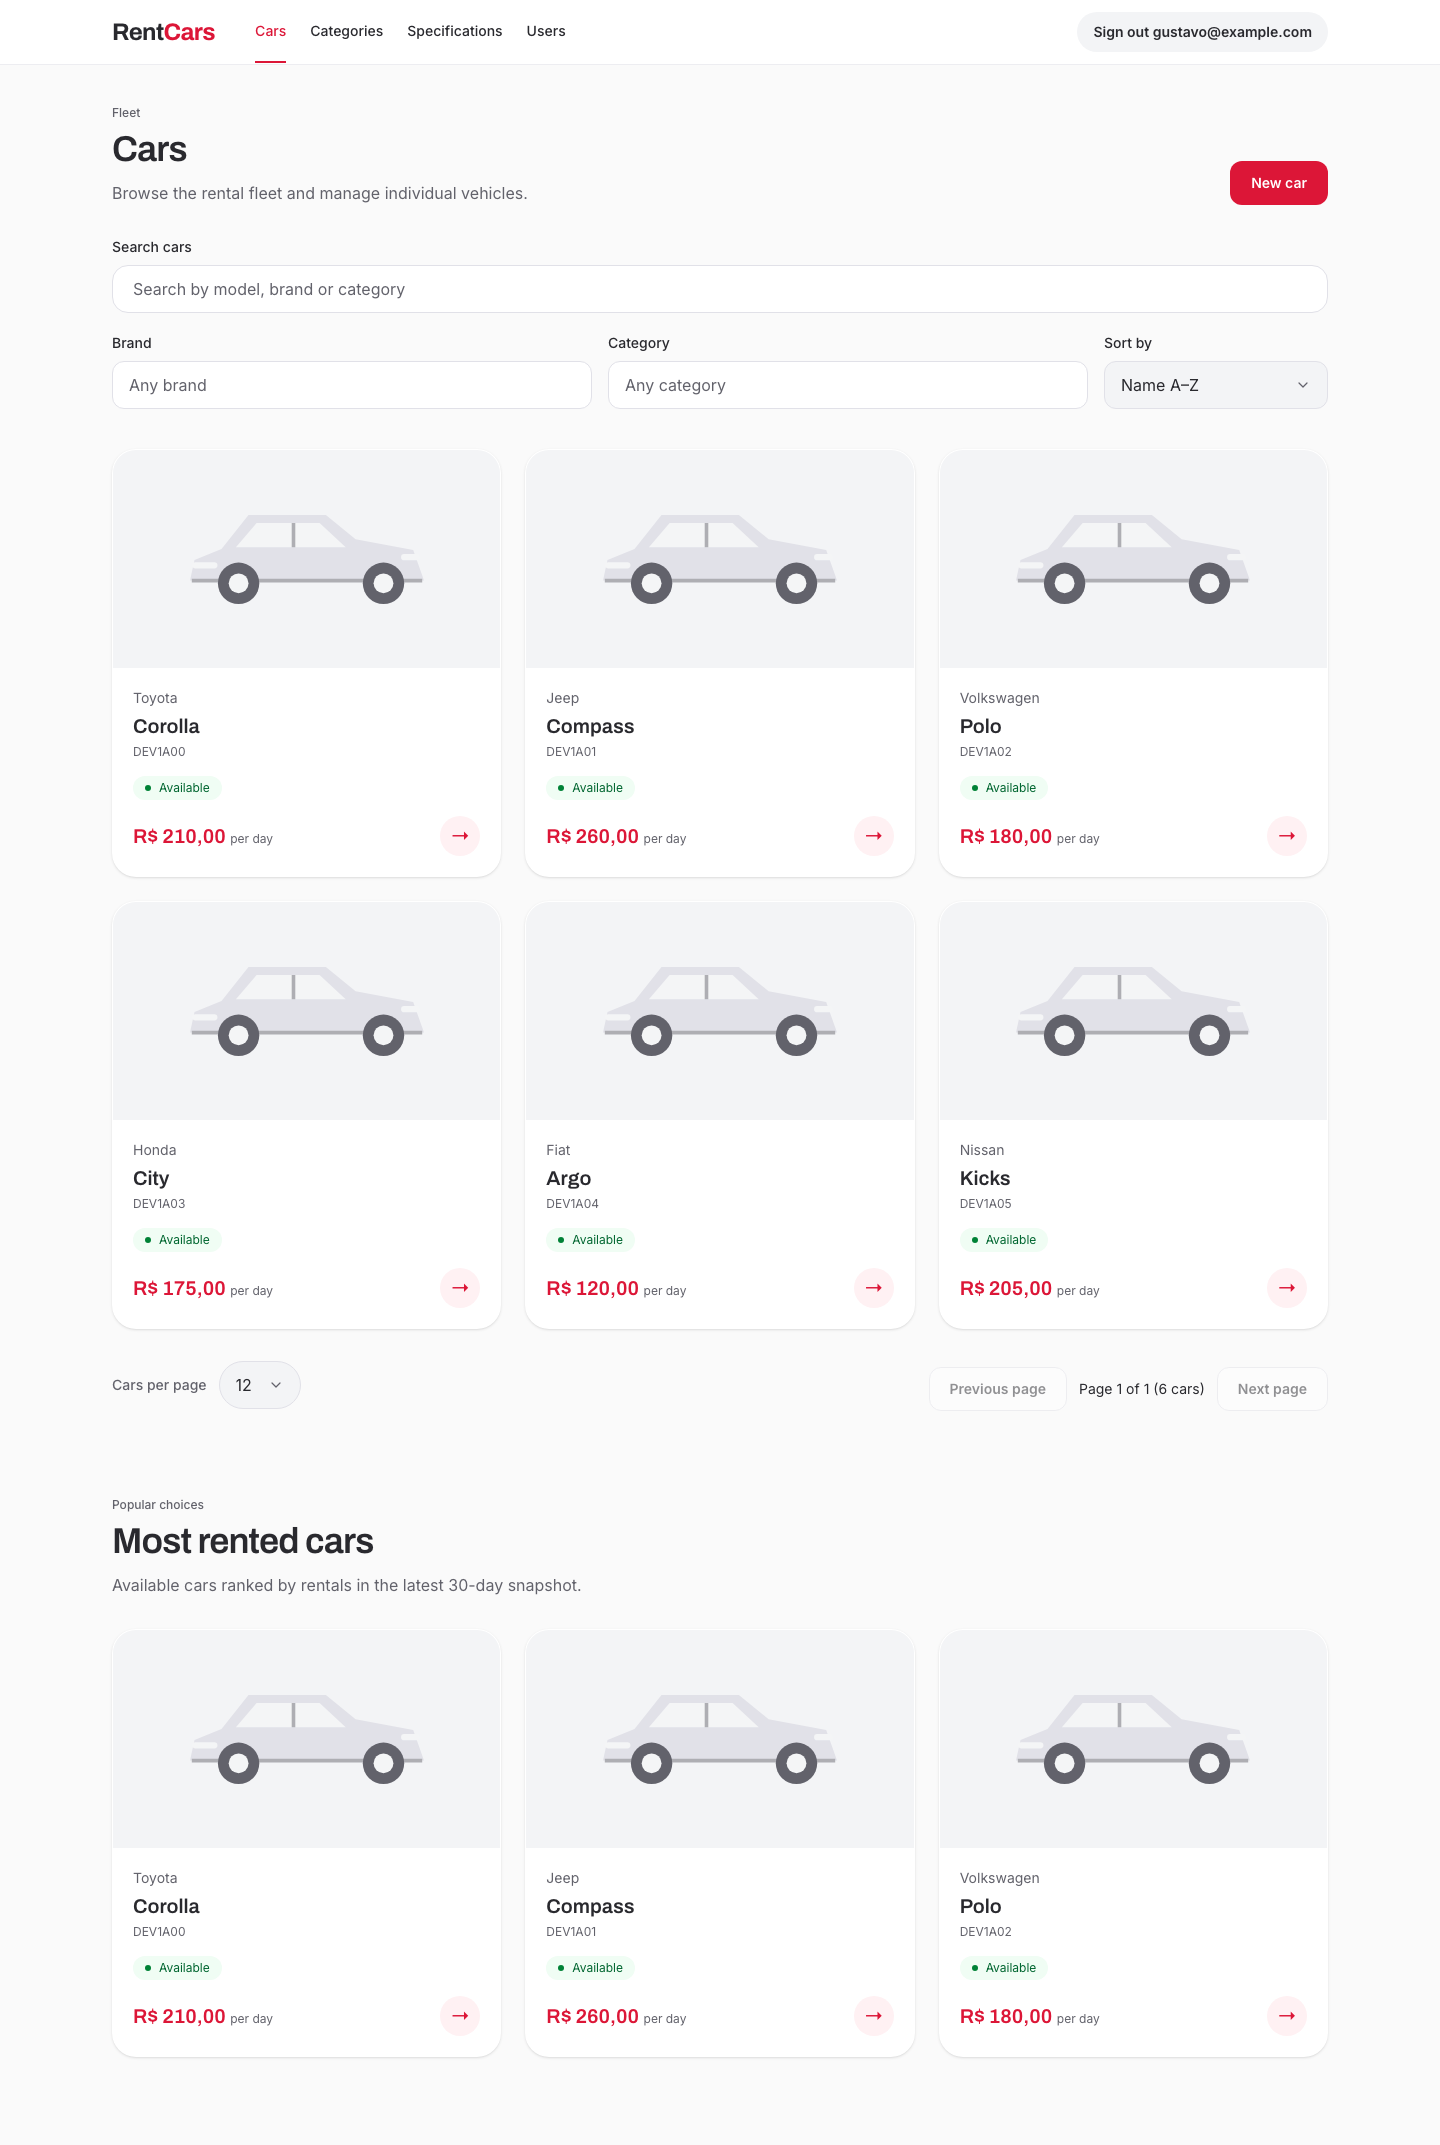 RentCars
Cars
Categories
Specifications
Users
Sign out gustavo@example.com
Fleet
Cars
Browse the rental fleet and manage individual vehicles.
New car
Search cars
Search by model, brand or category
Brand
Category
Sort by
Any brand
Any category
Name A–Z
Toyota
Corolla
DEV1A00
Available
R$ 210,00 per day
Jeep
Compass
DEV1A01
Available
R$ 260,00 per day
Volkswagen
Polo
DEV1A02
Available
R$ 180,00 per day
Honda
City
DEV1A03
Available
R$ 175,00 per day
Fiat
Argo
DEV1A04
Available
R$ 120,00 per day
Nissan
Kicks
DEV1A05
Available
R$ 205,00 per day
Cars per page
12
Previous page
Page 1 of 1 (6 cars)
Next page
Popular choices
Most rented cars
Available cars ranked by rentals in the latest 30-day snapshot.
Toyota
Corolla
DEV1A00
Available
R$ 210,00 per day
Jeep
Compass
DEV1A01
Available
R$ 260,00 per day
Volkswagen
Polo
DEV1A02
Available
R$ 180,00 per day